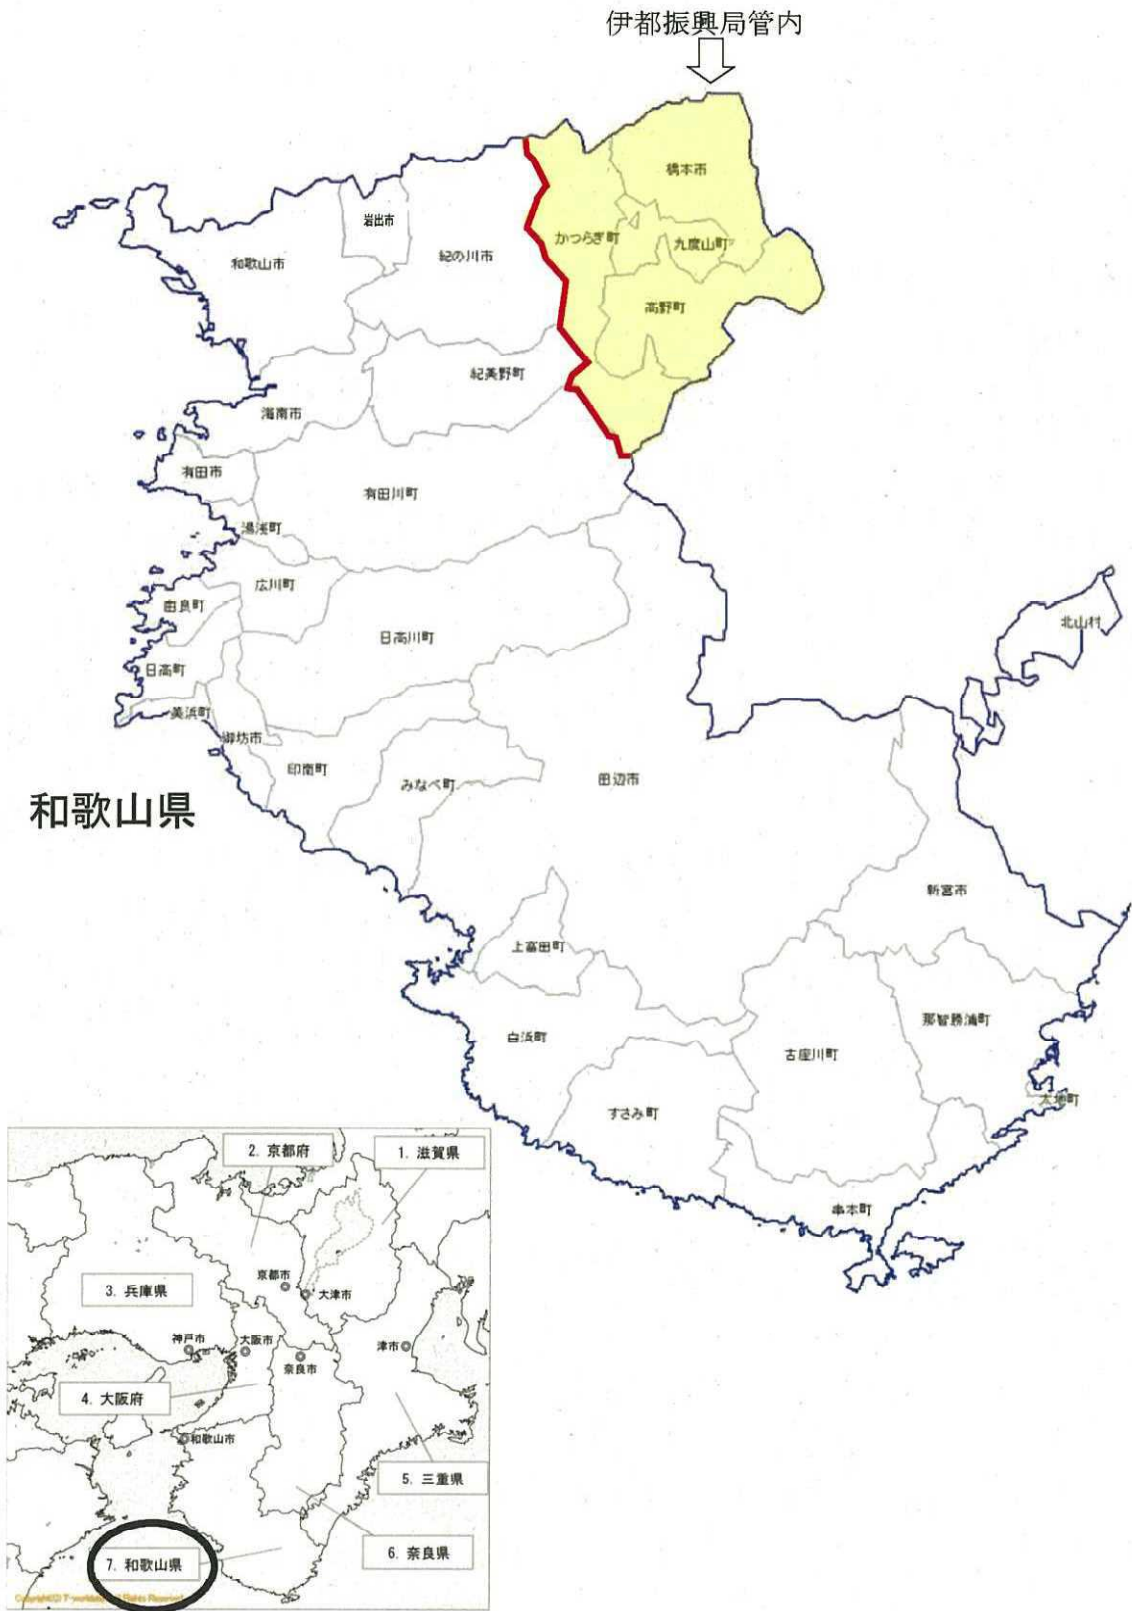 伊都振興局管内
橋本市
岩出市
かつらぎ町
九度山町
紀の川市
和歌山市
高野町
紀美野町
海南市
有田市
有田川町
湯浅町
広川町
由良町
北山村
日高川町
日高町
美浜町
御坊市
印南町
みなべ町
田辺市
和歌山県
新宮市
上富田町
那智勝浦町
白浜町
古座川町
太地町
すさみ町
串本町
2. 京都府
1. 滋賀県
京都市
大津市
3. 兵庫県
神戸市
大阪市
津市
奈良市
4. 大阪府
和歌山市
5. 三重県
6. 奈良県
7. 和歌山県